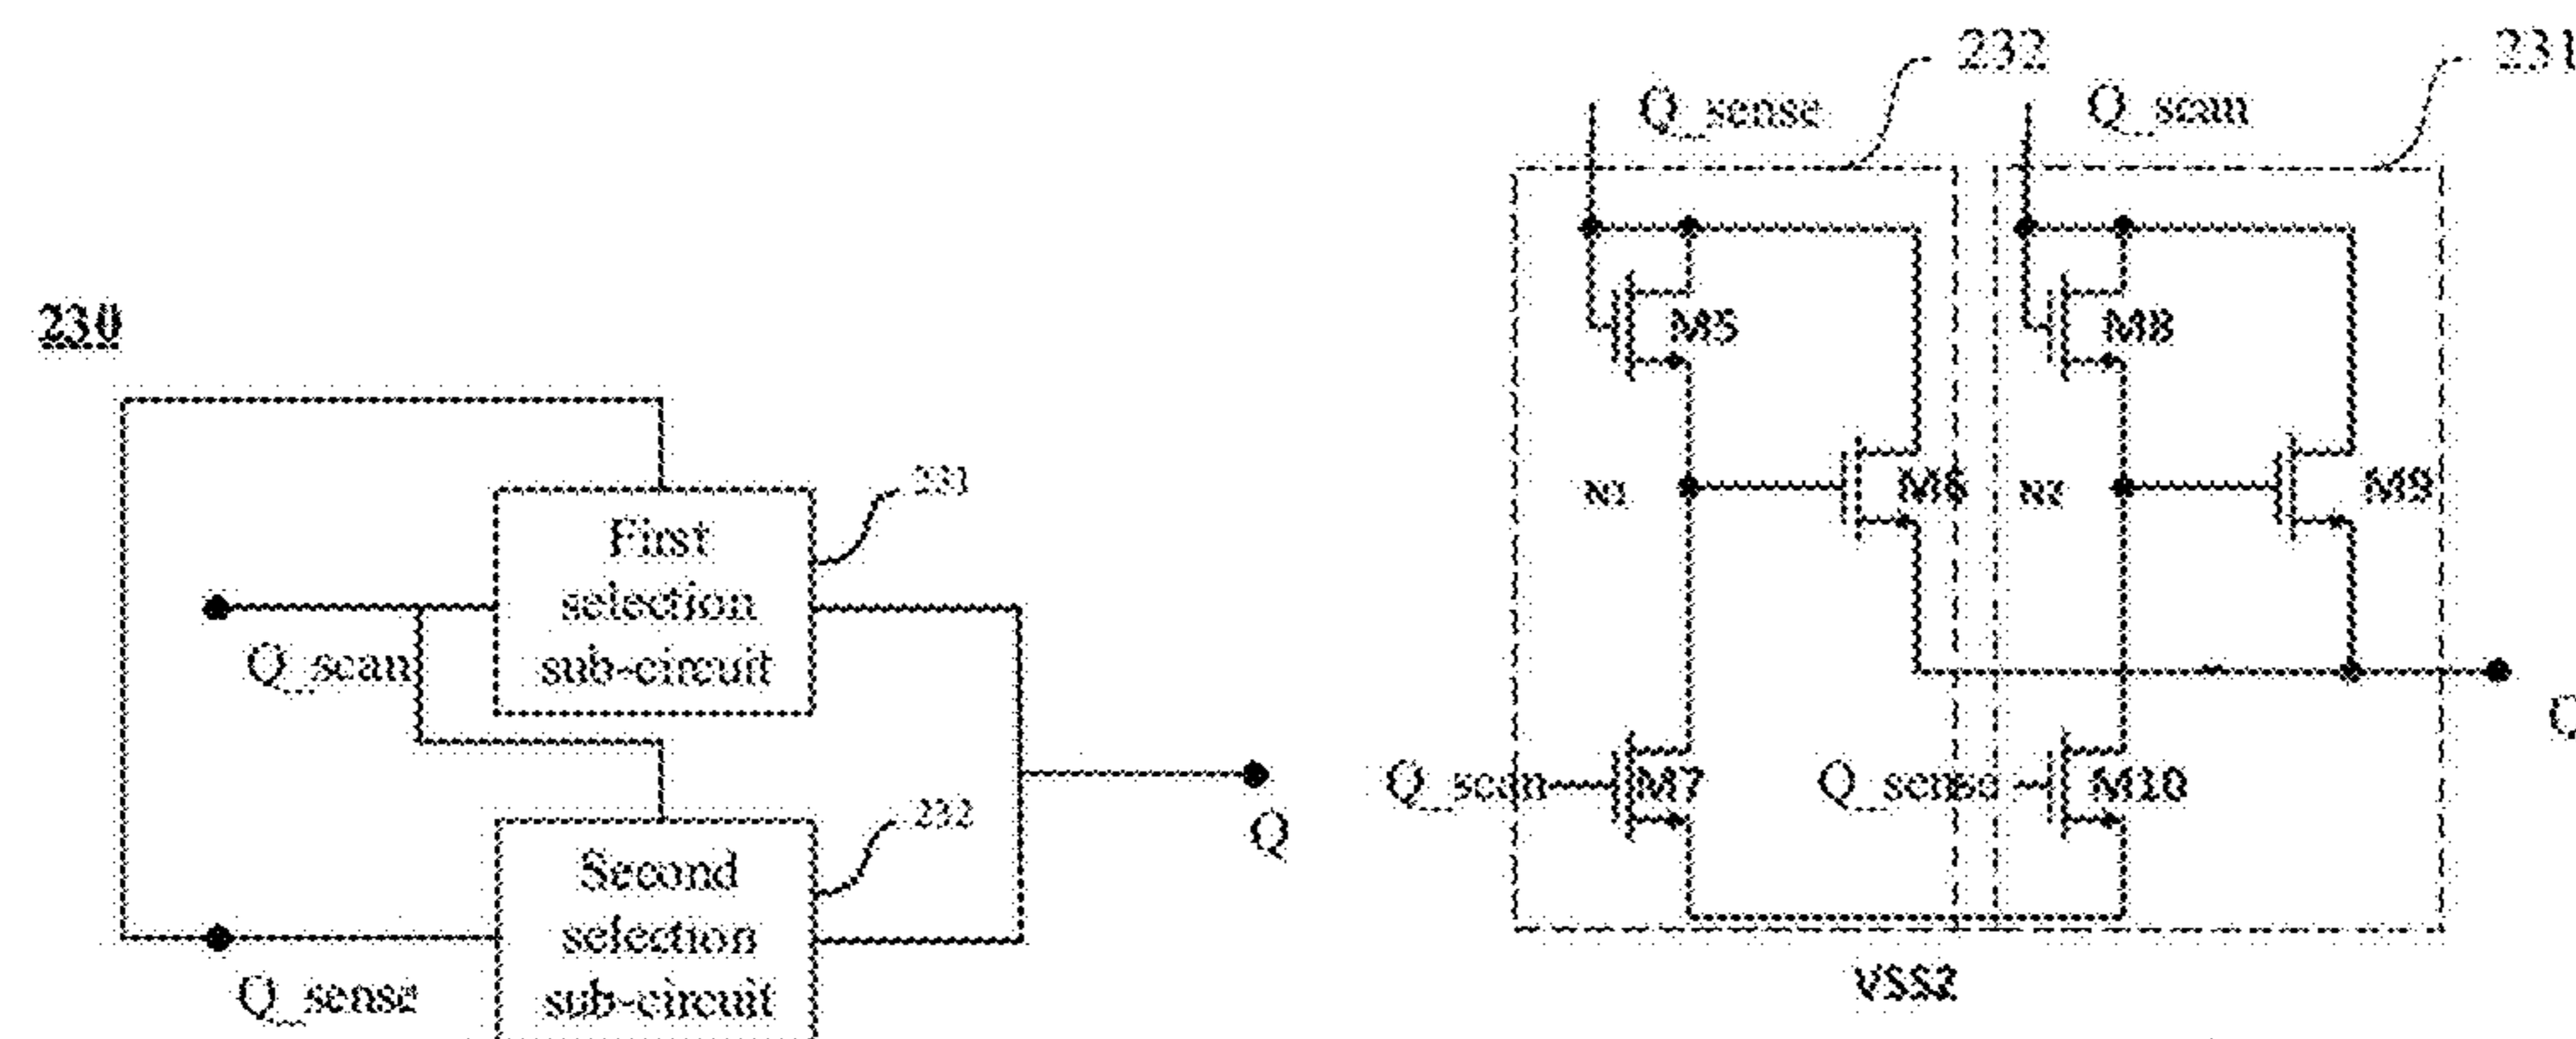 230
231
First
selection
sub-circuit
Q_scan
232
Second
selection
sub-circuit
Q_sense
Q
232
231
Q_sense
Q_scan
M5
M8
N1
M6
N2
M9
Q_scan
M7
Q_sense
M10
VSS2